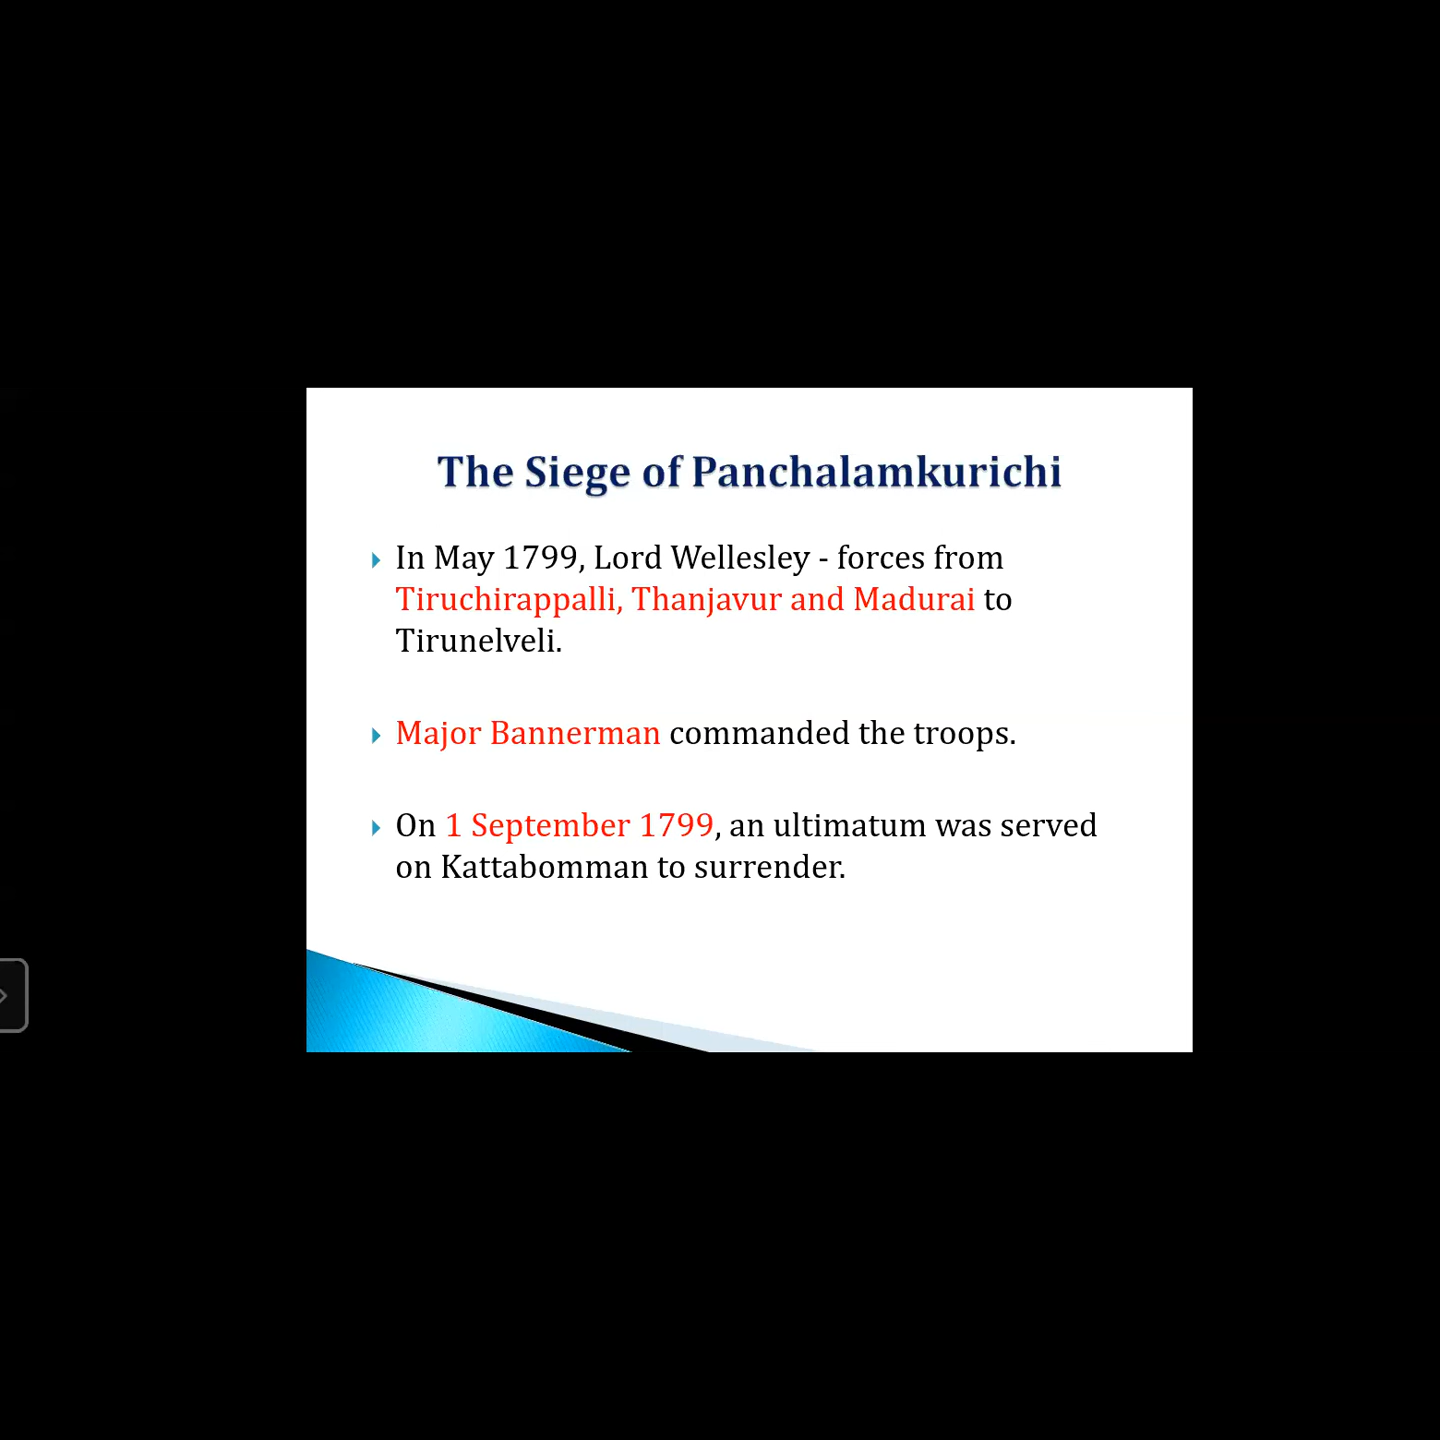 The Siege of Panchalamkurichi
In May 1799, Lord Wellesley - forces from
Tiruchirappalli, Thanjavur and Madurai to
Tirunelveli.
Major Bannerman commanded the troops.
On 1 September 1799, an ultimatum was served
on Kattabomman to surrender.